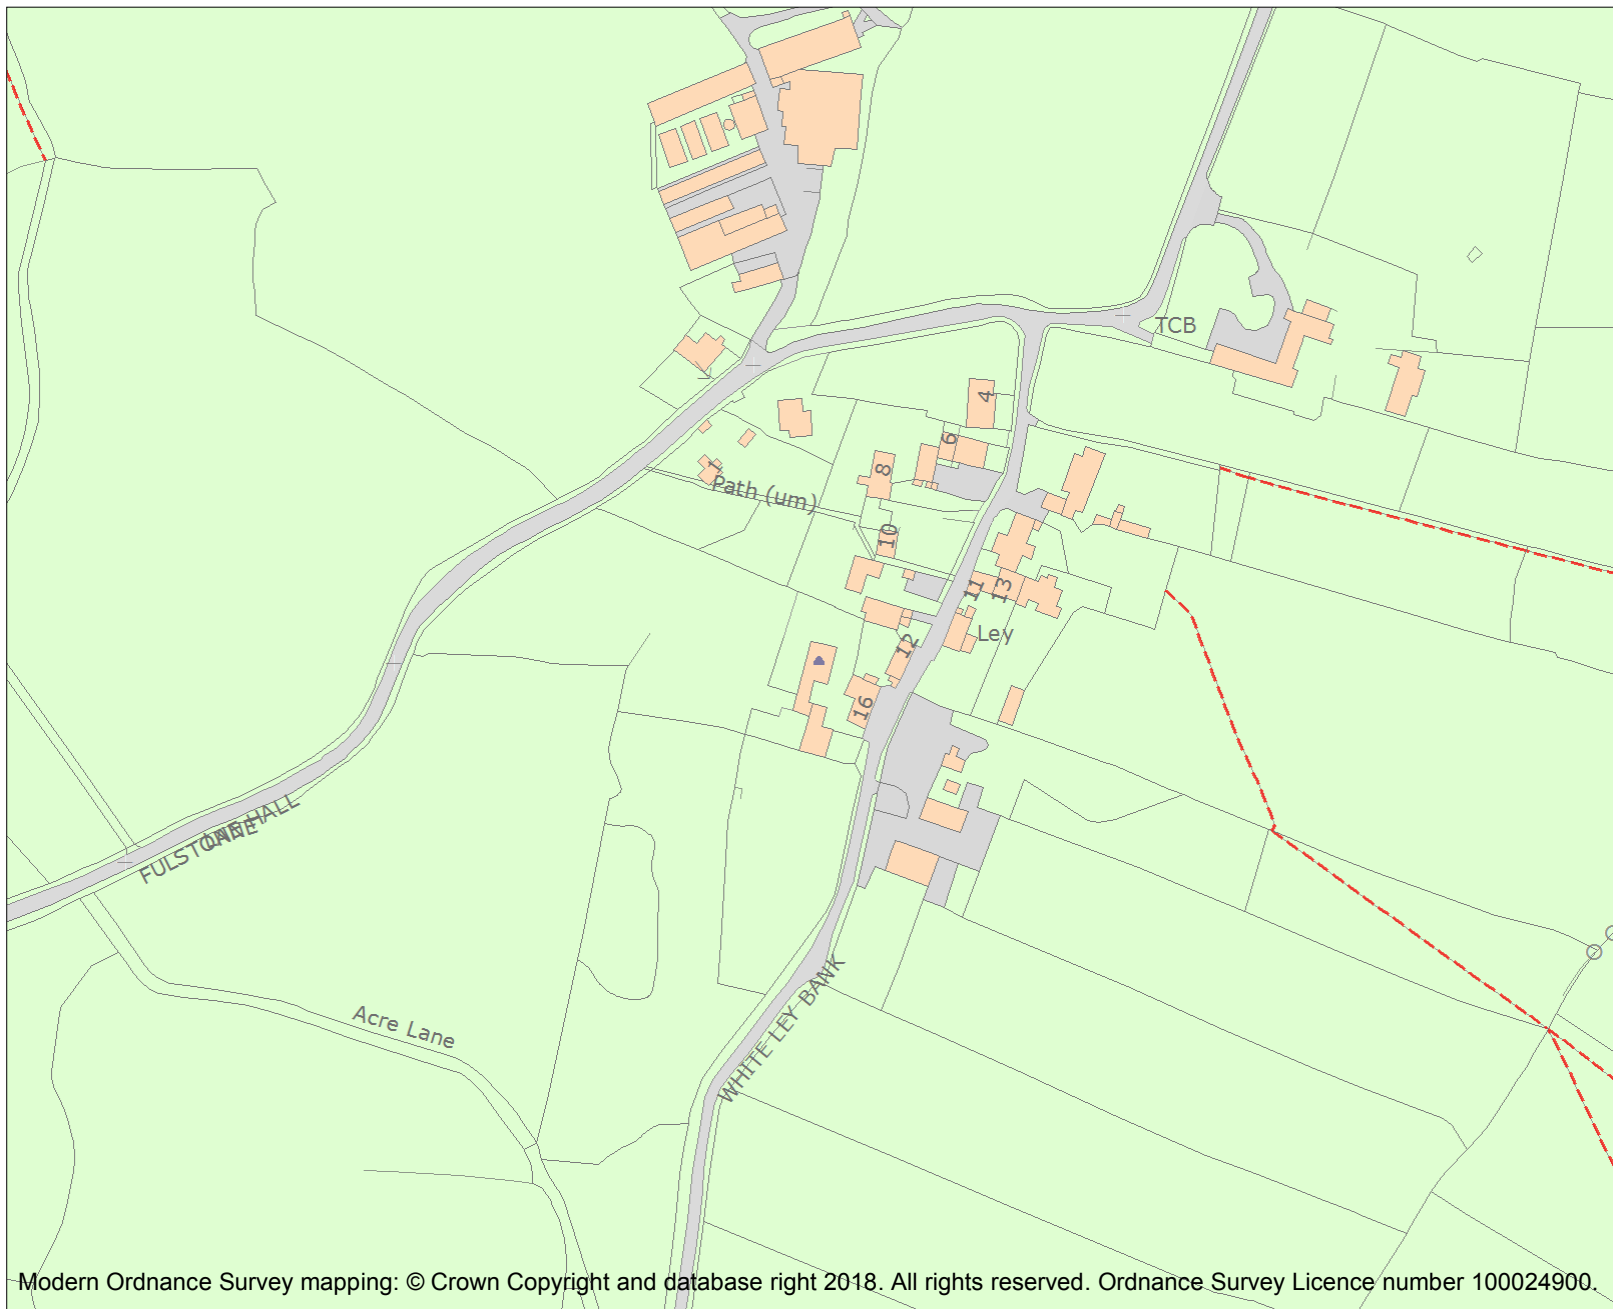 TCB
4
6
8
1
Path (um)
10
11
13
Ley
12
16
FULSTONE HALL
LANE
Acre Lane
WHITE LEY BANK
Modern Ordnance Survey mapping: © Crown Copyright and database right 2018. All rights reserved. Ordnance Survey Licence number 100024900.